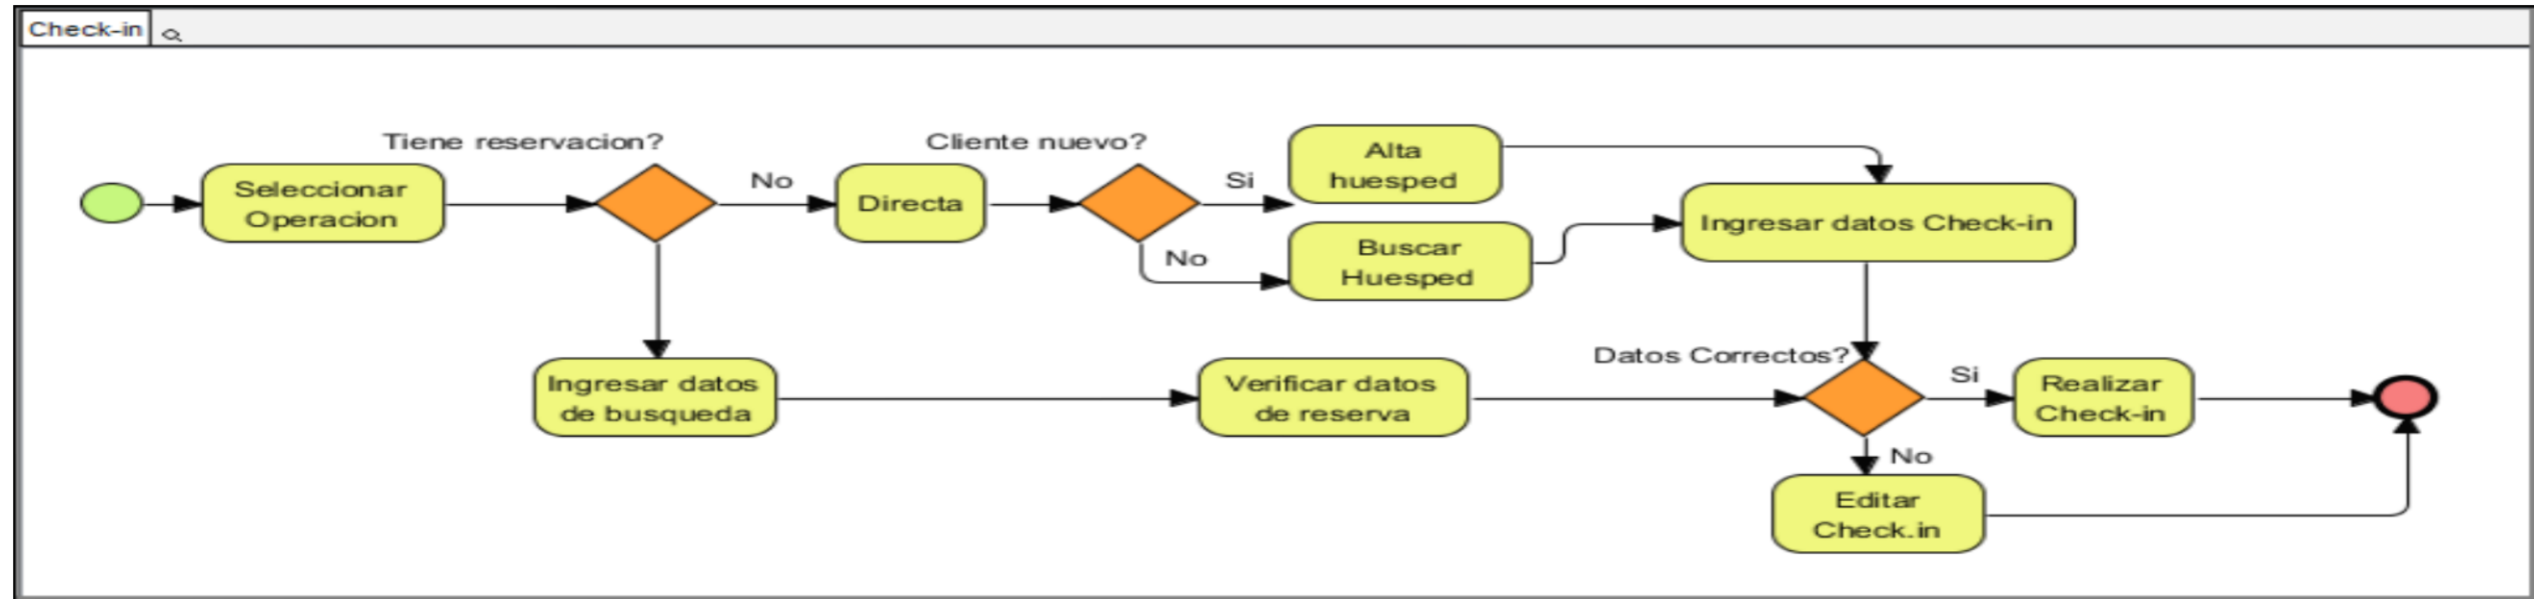 Check-in
Tiene reservacion?
Cliente nuevo?
Seleccionar
Operacion
No
Directa
Si
Alta
huesped
No
Buscar
Huesped
Ingresar datos Check-in
Ingresar datos
de busqueda
Verificar datos
de reserva
Datos Correctos?
Si
Realizar
Check-in
No
Editar
Check.in